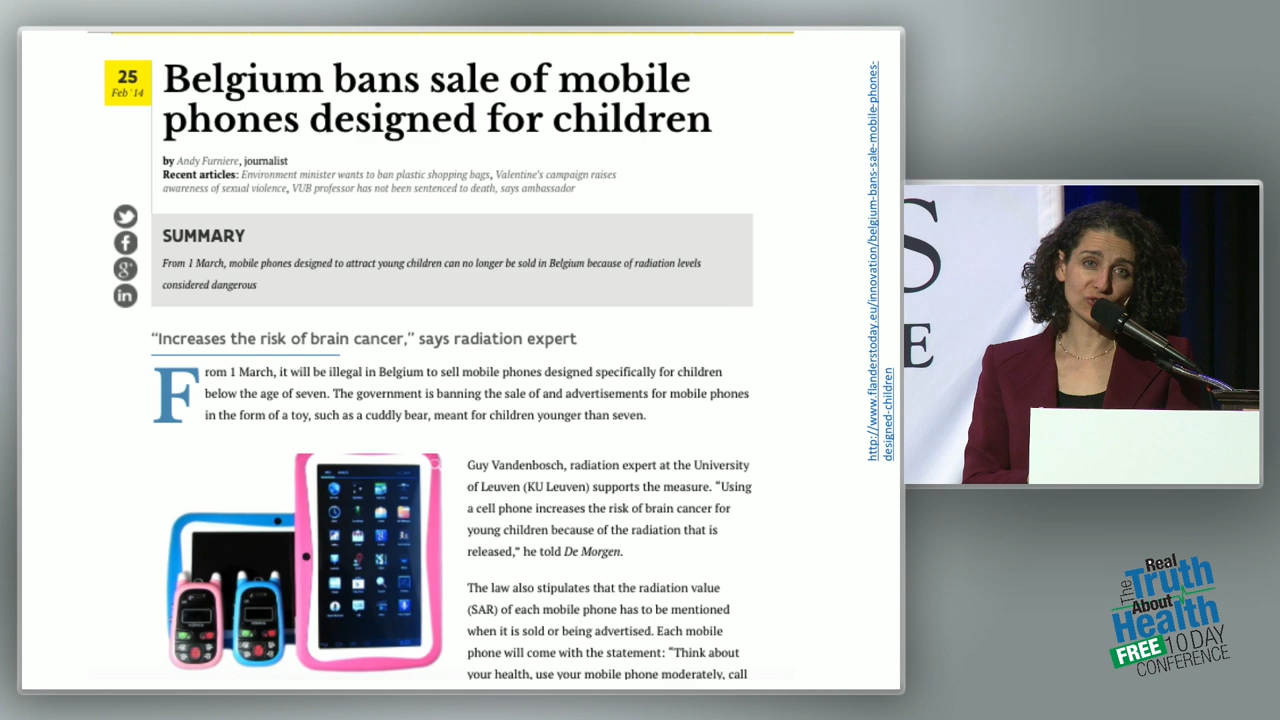 25
Feb '14
Belgium bans sale of mobile
phones designed for children
by Andy Furniere, journalist
Recent articles: Environment minister wants to ban plastic shopping bags, Valentine's campaign raises
awareness of sexual violence, VUB professor has not been sentenced to death, says ambassador
SUMMARY
From 1 March, mobile phones designed to attract young children can no longer be sold in Belgium because of radiation levels
considered dangerous
“Increases the risk of brain cancer,” says radiation expert
From 1 March, it will be illegal in Belgium to sell mobile phones designed specifically for children
below the age of seven. The government is banning the sale of and advertisements for mobile phones
in the form of a toy, such as a cuddly bear, meant for children younger than seven.
Guy Vandenbosch, radiation expert at the University
of Leuven (KU Leuven) supports the measure. “Using
a cell phone increases the risk of brain cancer for
young children because of the radiation that is
released,” he told De Morgen.
The law also stipulates that the radiation value
(SAR) of each mobile phone has to be mentioned
when it is sold or being advertised. Each mobile
phone will come with the statement: “Think about
your health, use your mobile phone moderately, call
http://www.flanderstoday.eu/innovation/belgium-bans-sale-mobile-phones-
designed-children
S
E
The Real
Truth
About
Health
FREE 10 DAY
CONFERENCE